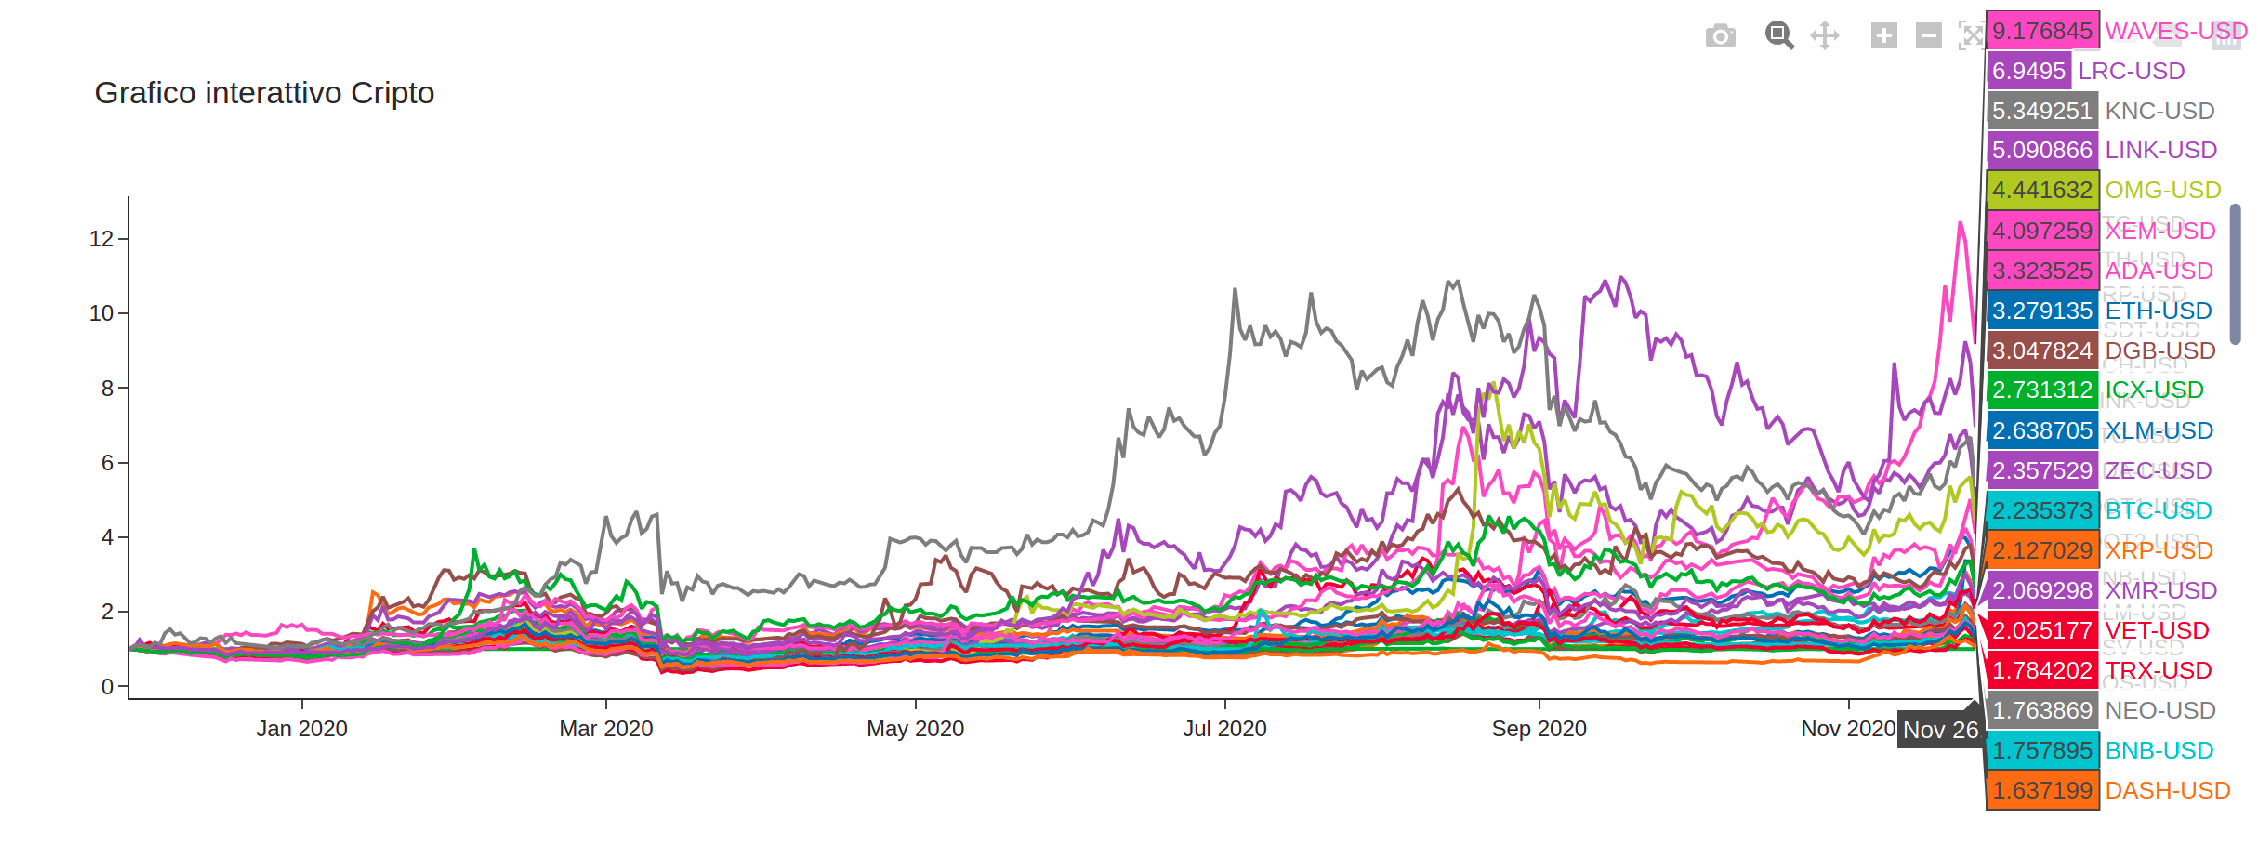 Grafico interattivo Cripto
12
10
8
6
4
2
0
Jan 2020
Mar 2020
May 2020
Jul 2020
Sep 2020
Nov 2020
Nov 26
9.176845 WAVES-USD
6.9495 LRC-USD
5.349251 KNC-USD
5.090866 LINK-USD
4.441632 OMG-USD
4.097259 XEM-USD
3.323525 ADA-USD
3.279135 ETH-USD
3.047824 DGB-USD
2.731312 ICX-USD
2.638705 XLM-USD
2.357529 ZEC-USD
2.235373 BTC-USD
2.127029 XRP-USD
2.069298 XMR-USD
2.025177 VET-USD
1.784202 TRX-USD
1.763869 NEO-USD
1.757895 BNB-USD
1.637199 DASH-USD